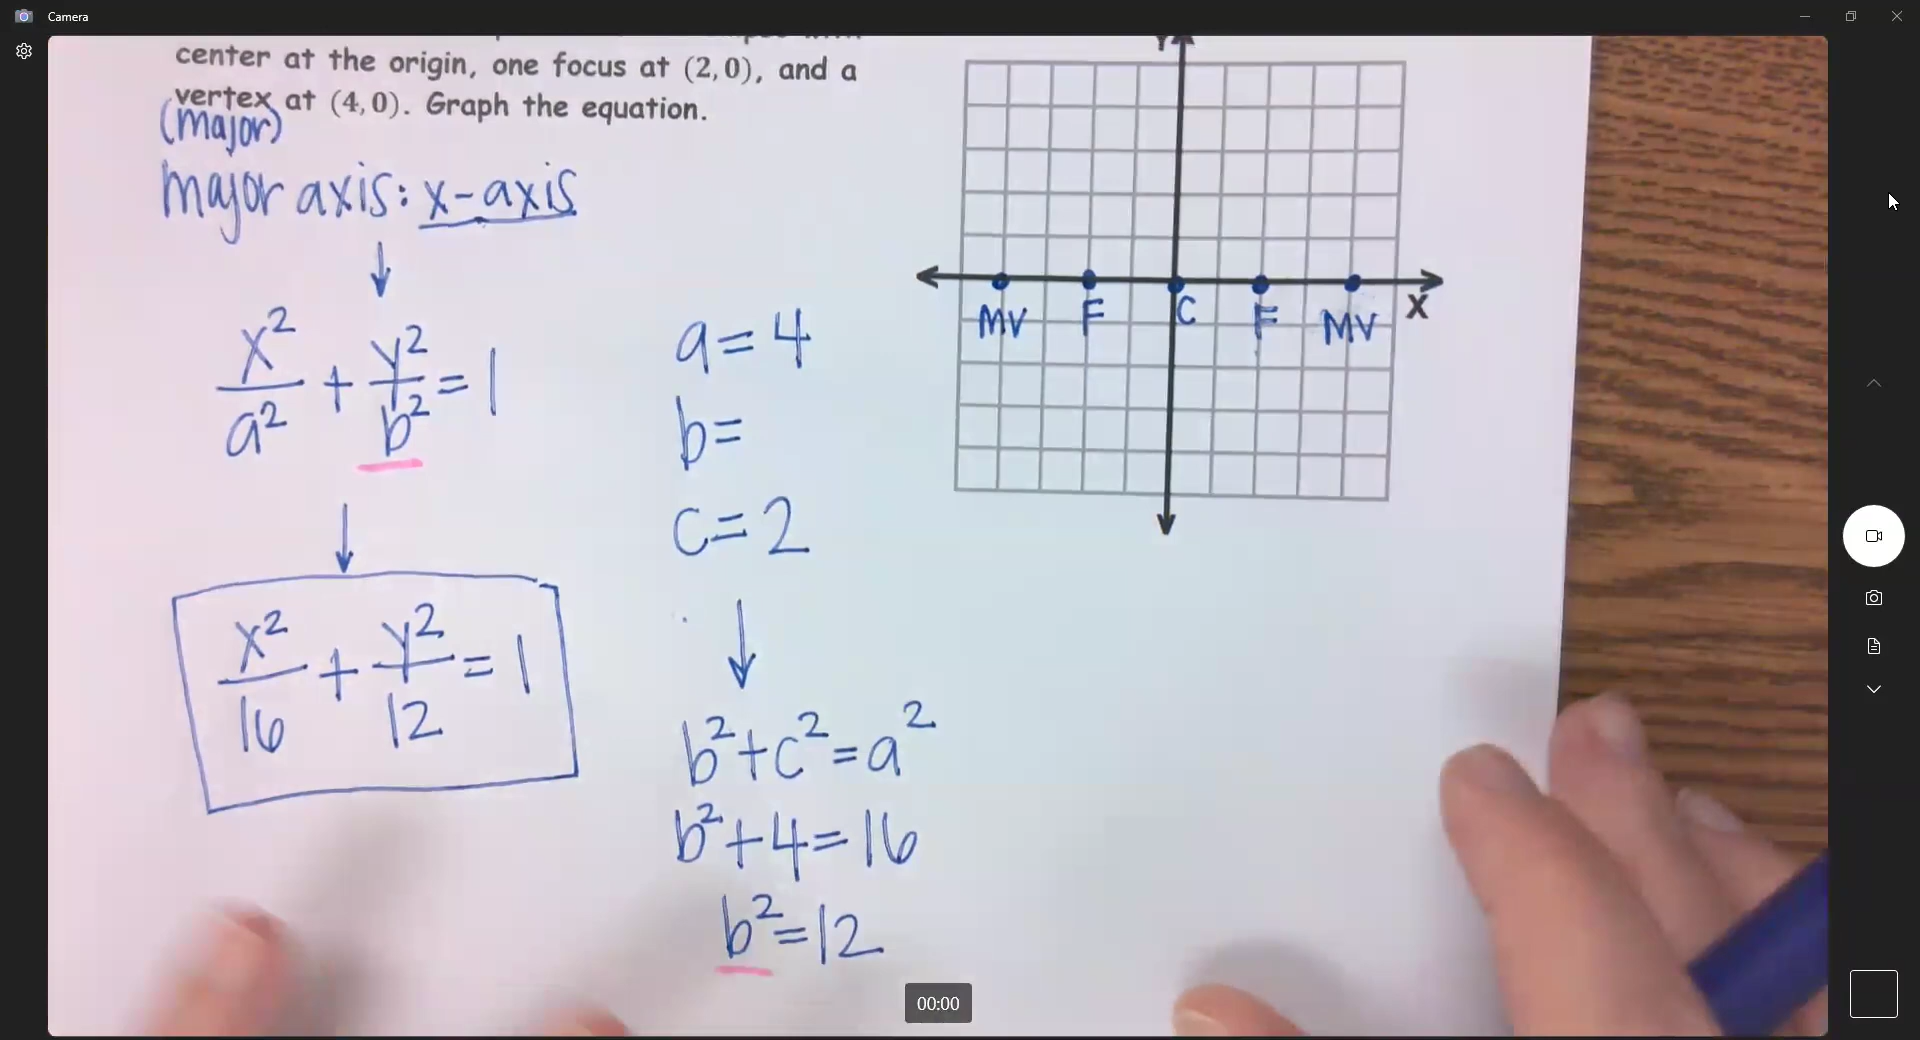 Camera
center at the origin, one focus at (2,0), and a
vertex at (4,0). Graph the equation.
(major)
major axis: x-axis
x²/a² + y²/b² = 1
x²/16 + y²/12 = 1
a = 4
b =
c = 2
b² + c² = a²
b² + 4 = 16
b² = 12
Y
X
MV F C F MV
00:00